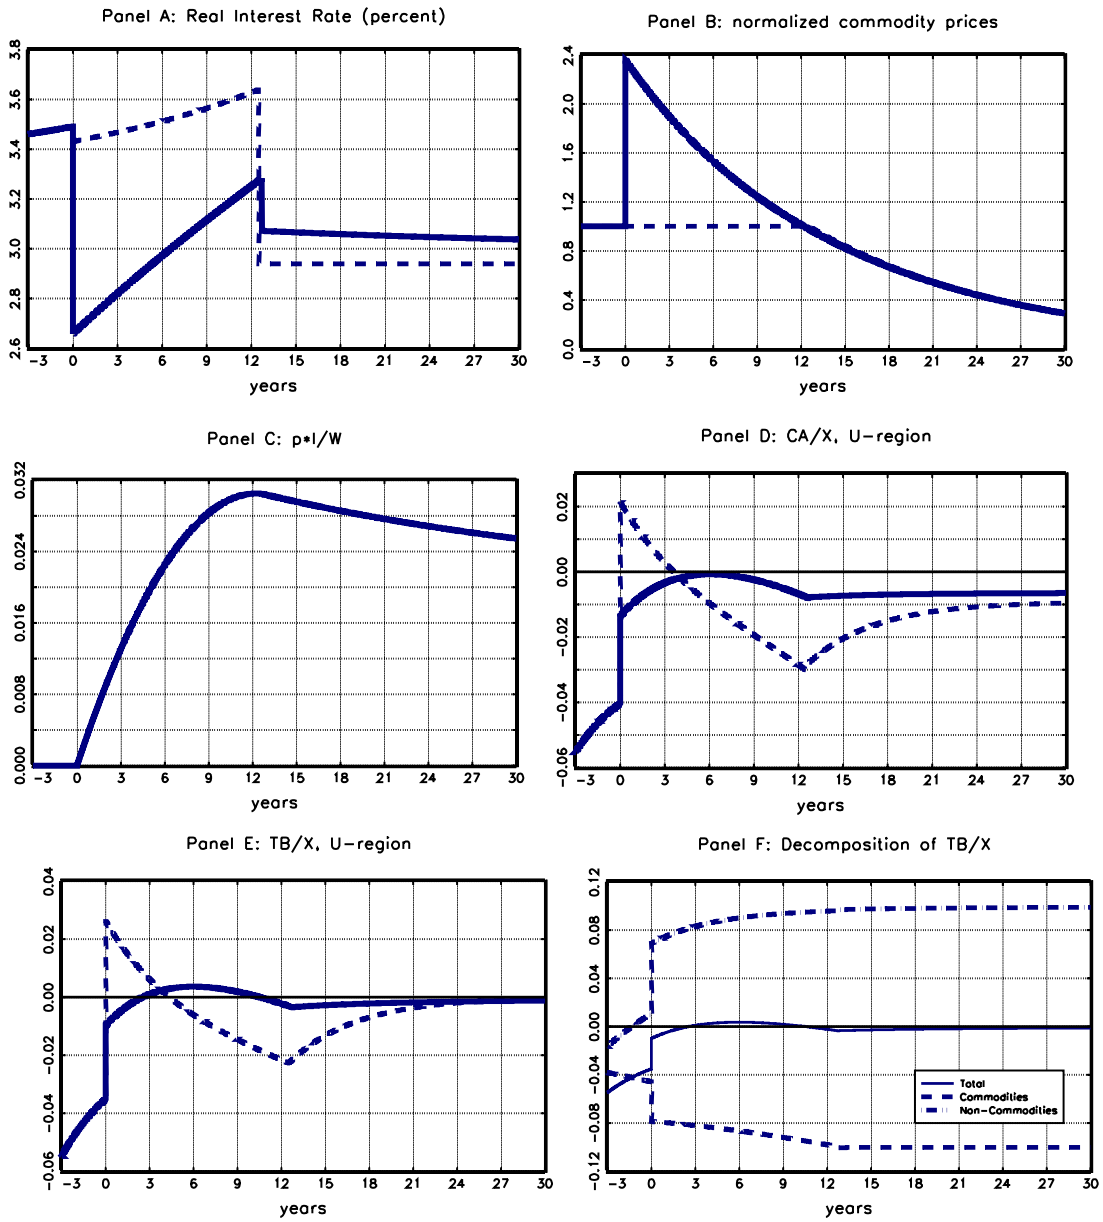 Panel A: Real Interest Rate (percent)
3.8
3.6
3.4
3.2
3.0
2.8
2.6
-3 0 3 6 9 12 15 18 21 24 27 30
years
Panel B: normalized commodity prices
2.4
2.0
1.6
1.2
0.8
0.4
0.0
-3 0 3 6 9 12 15 18 21 24 27 30
years
Panel C: p*I/W
0.032
0.024
0.016
0.008
0.000
-3 0 3 6 9 12 15 18 21 24 27 30
years
Panel D: CA/X, U-region
0.02
0.00
-0.02
-0.04
-0.06
-3 0 3 6 9 12 15 18 21 24 27 30
years
Panel E: TB/X, U-region
0.04
0.02
0.00
-0.02
-0.04
-0.06
-3 0 3 6 9 12 15 18 21 24 27 30
years
Panel F: Decomposition of TB/X
0.12
0.08
0.04
0.00
-0.04
-0.08
-0.12
Total
Commodities
Non-Commodities
-3 0 3 6 9 12 15 18 21 24 27 30
years